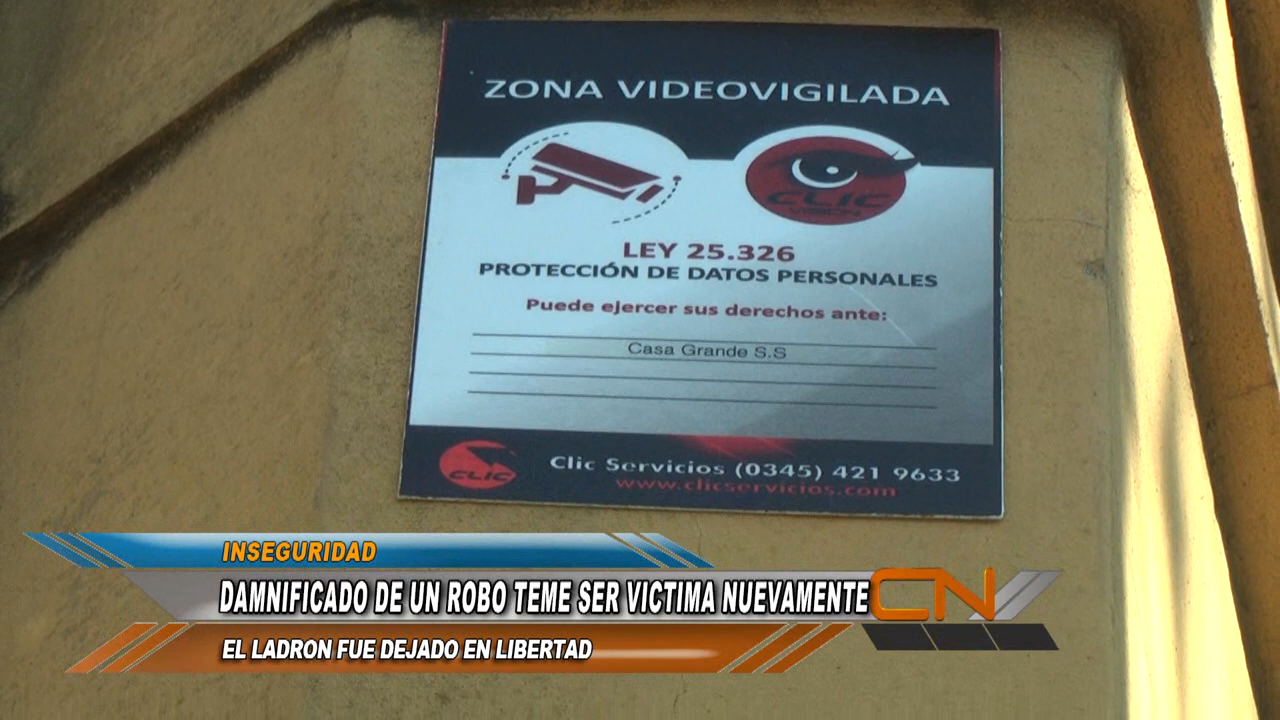 ZONA VIDEOVIGILADA
CLIC
VISION
LEY 25.326
PROTECCIÓN DE DATOS PERSONALES
Puede ejercer sus derechos ante:
Casa Grande S.S
CLIC
Clic Servicios (0345) 421 9633
www.clicservicios.com
INSEGURIDAD
DAMNIFICADO DE UN ROBO TEME SER VICTIMA NUEVAMENTE
CN
EL LADRON FUE DEJADO EN LIBERTAD